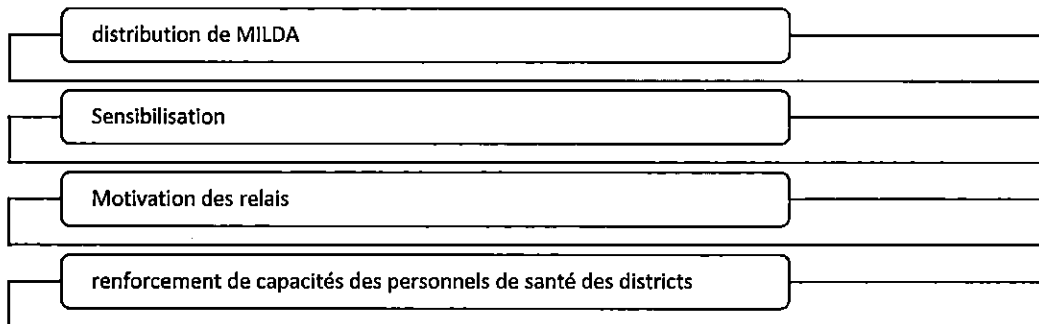 distribution de MILDA
Sensibilisation
Motivation des relais
renforcement de capacités des personnels de santé des districts